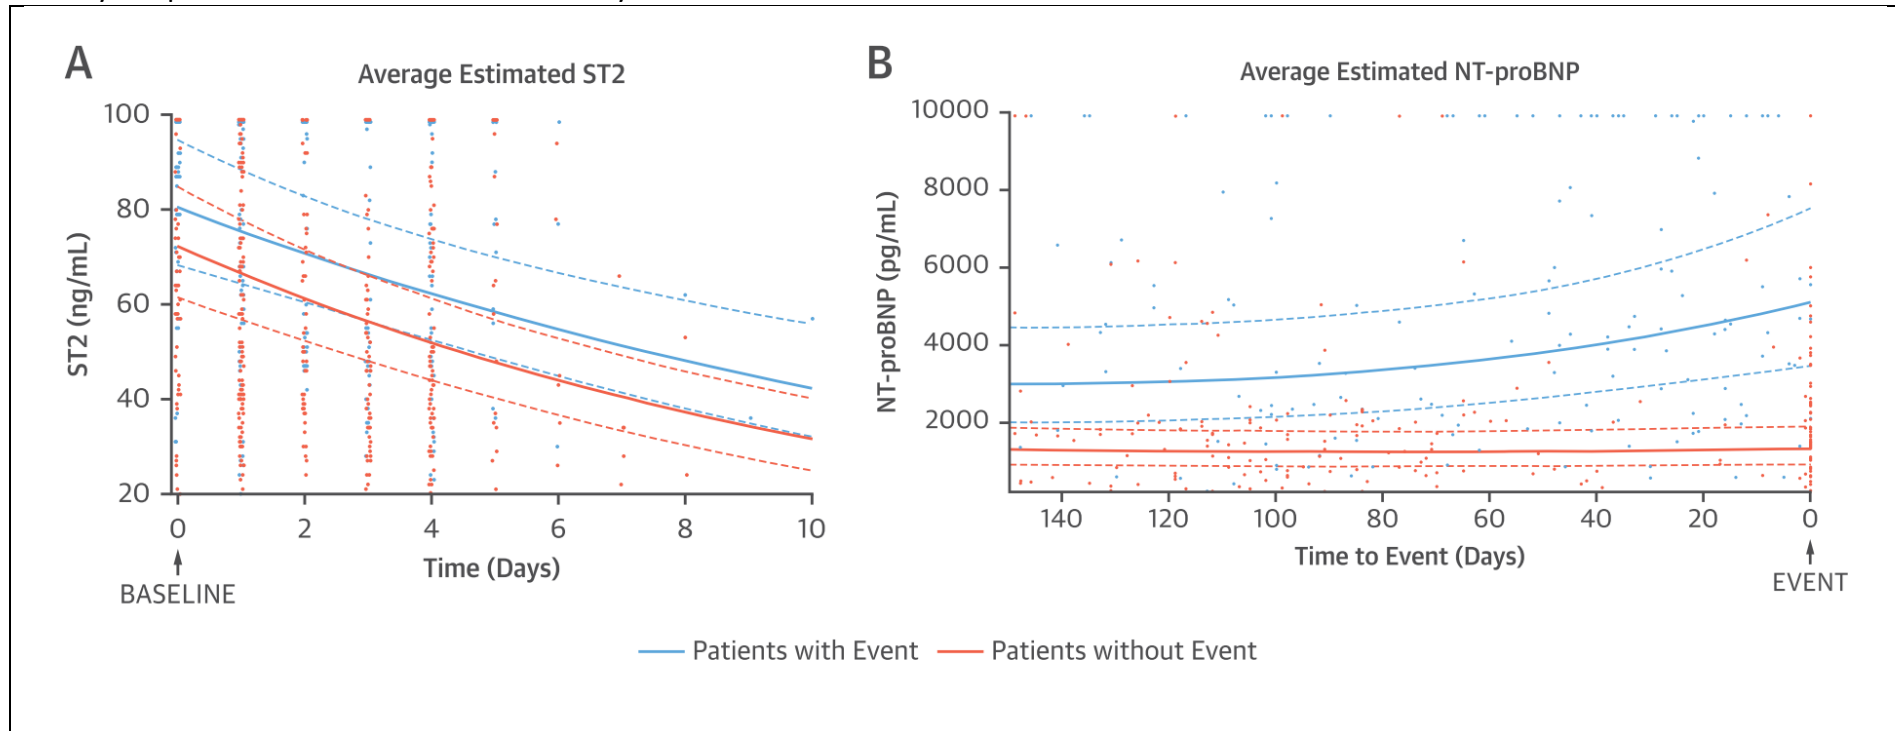 A
Average Estimated ST2
100
80
60
40
20
ST2 (ng/mL)
0 2 4 6 8 10
Time (Days)
BASELINE
B
Average Estimated NT-proBNP
10000
8000
6000
4000
2000
NT-proBNP (pg/mL)
140 120 100 80 60 40 20 0
Time to Event (Days)
EVENT
Patients with Event Patients without Event